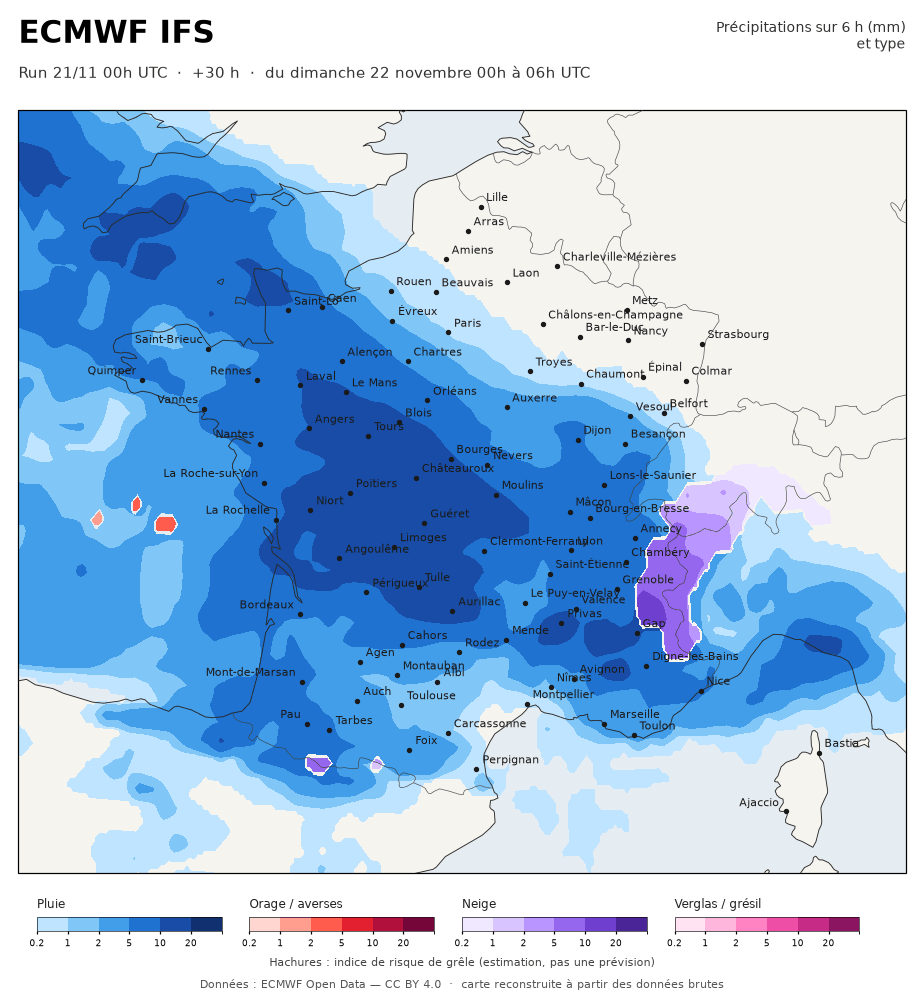 ECMWF IFS
Précipitations sur 6 h (mm)
et type
Run 21/11 00h UTC · +30 h · du dimanche 22 novembre 00h à 06h UTC
Lille
Arras
Amiens
Charleville-Mézières
Laon
Rouen
Beauvais
Saint-Lô
Caen
Metz
Évreux
Châlons-en-Champagne
Paris
Bar-le-Duc
Nancy
Strasbourg
Saint-Brieuc
Alençon
Chartres
Troyes
Quimper
Rennes
Laval
Le Mans
Chaumont
Épinal
Colmar
Vannes
Orléans
Auxerre
Blois
Vesoul
Belfort
Nantes
Angers
Tours
Dijon
Besançon
Bourges
Nevers
La Roche-sur-Yon
Châteauroux
Poitiers
Moulins
Lons-le-Saunier
Niort
Mâcon
La Rochelle
Guéret
Bourg-en-Bresse
Annecy
Limoges
Clermont-Ferrand
Lyon
Angoulême
Chambéry
Saint-Étienne
Périgueux
Tulle
Grenoble
Le Puy-en-Velay
Valence
Bordeaux
Aurillac
Privas
Gap
Cahors
Rodez
Mende
Agen
Digne-les-Bains
Mont-de-Marsan
Montauban
Albi
Avignon
Nîmes
Auch
Toulouse
Montpellier
Nice
Pau
Tarbes
Marseille
Carcassonne
Toulon
Foix
Bastia
Perpignan
Ajaccio
Pluie
Orage / averses
Neige
Verglas / grésil
0.2 1 2 5 10 20
0.2 1 2 5 10 20
0.2 1 2 5 10 20
0.2 1 2 5 10 20
Hachures : indice de risque de grêle (estimation, pas une prévision)
Données : ECMWF Open Data — CC BY 4.0 · carte reconstruite à partir des données brutes